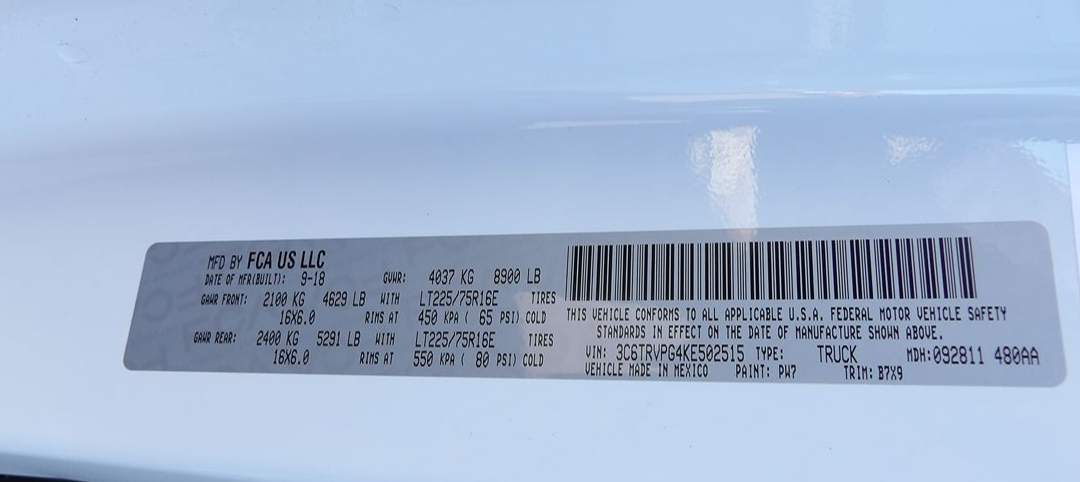 MFD BY FCA US LLC
DATE OF MFR(BUILT): 9-18 GVWR: 4037 KG 8900 LB
GAWR FRONT: 2100 KG 4629 LB WITH LT225/75R16E TIRES
16X6.0 RIMS AT 450 KPA ( 65 PSI) COLD
GAWR REAR: 2400 KG 5291 LB WITH LT225/75R16E TIRES
16X6.0 RIMS AT 550 KPA ( 80 PSI) COLD
THIS VEHICLE CONFORMS TO ALL APPLICABLE U.S.A. FEDERAL MOTOR VEHICLE SAFETY
STANDARDS IN EFFECT ON THE DATE OF MANUFACTURE SHOWN ABOVE.
VIN: 3C6TRVPG4KE502515 TYPE: TRUCK MDH:092811 480AA
VEHICLE MADE IN MEXICO PAINT: PW7 TRIM: B7X9